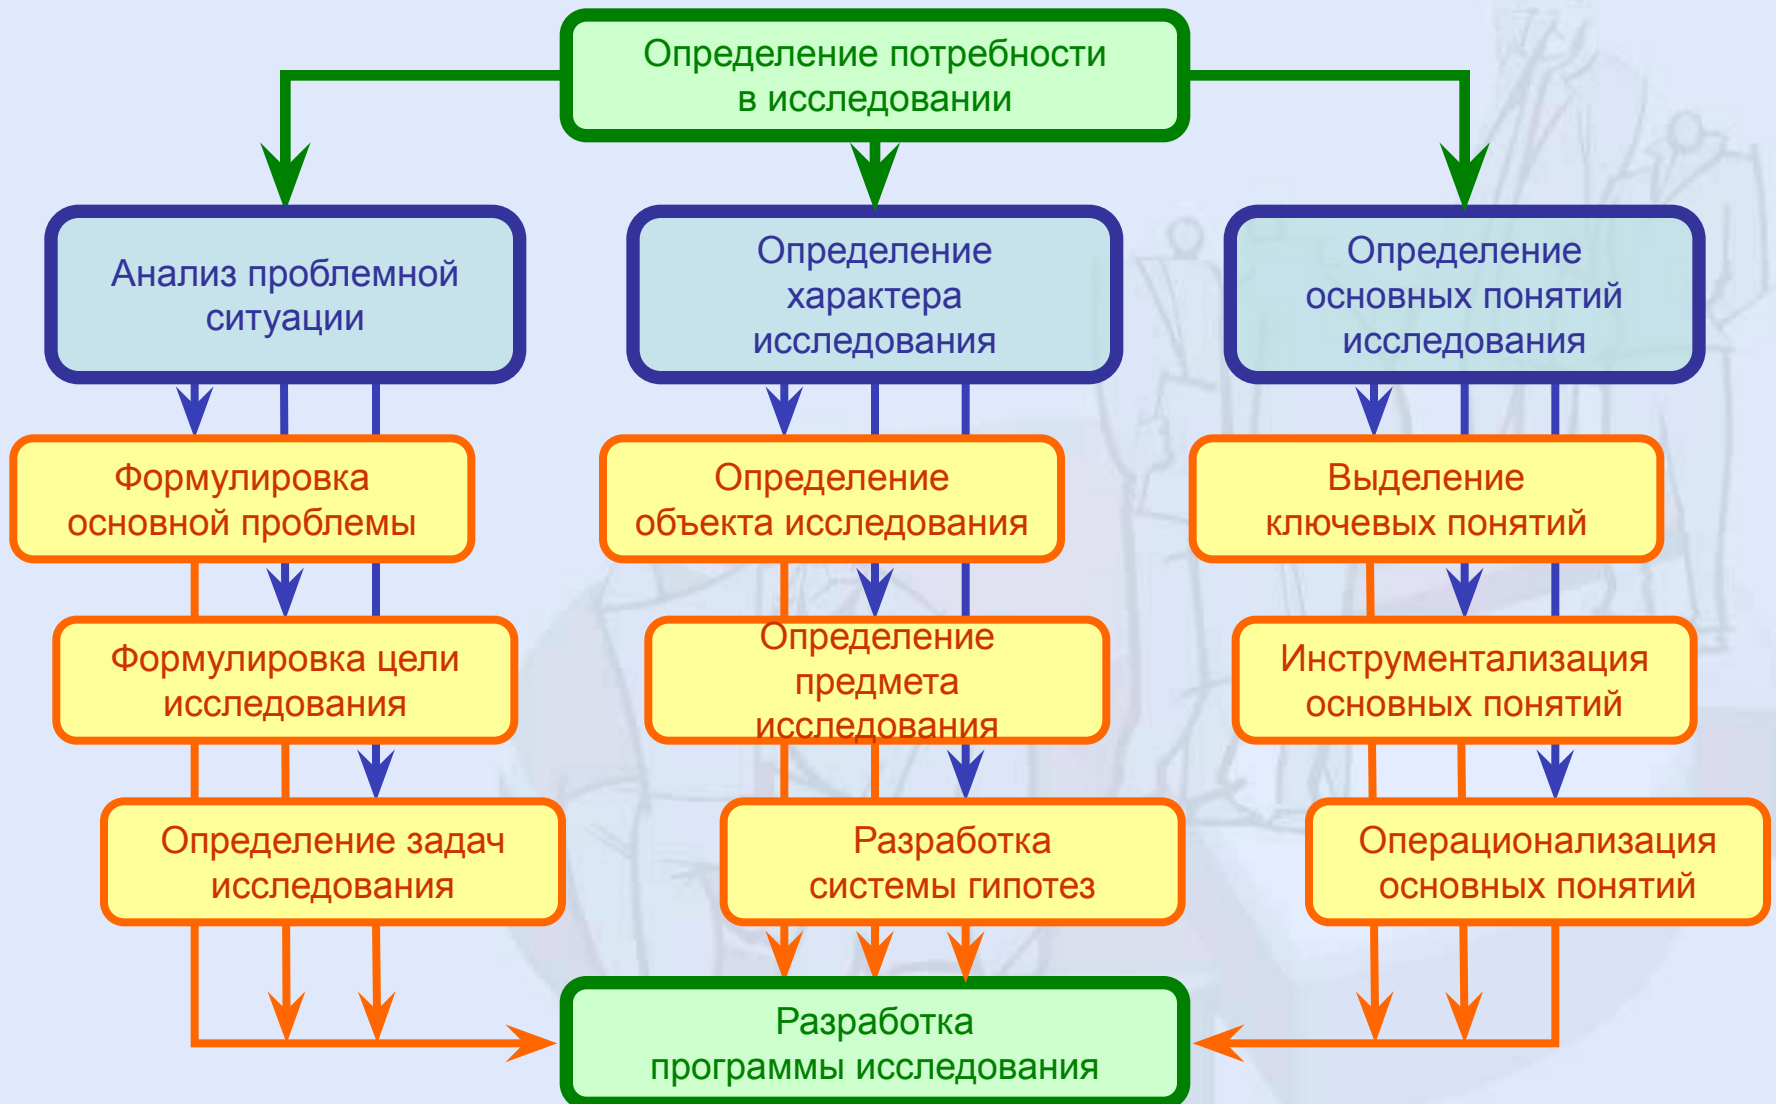 Определение потребности
в исследовании
Анализ проблемной
ситуации
Определение
характера
исследования
Определение
основных понятий
исследования
Формулировка
основной проблемы
Определение
объекта исследования
Выделение
ключевых понятий
Формулировка цели
исследования
Определение
предмета
исследования
Инструментализация
основных понятий
Определение задач
исследования
Разработка
системы гипотез
Операционализация
основных понятий
Разработка
программы исследования